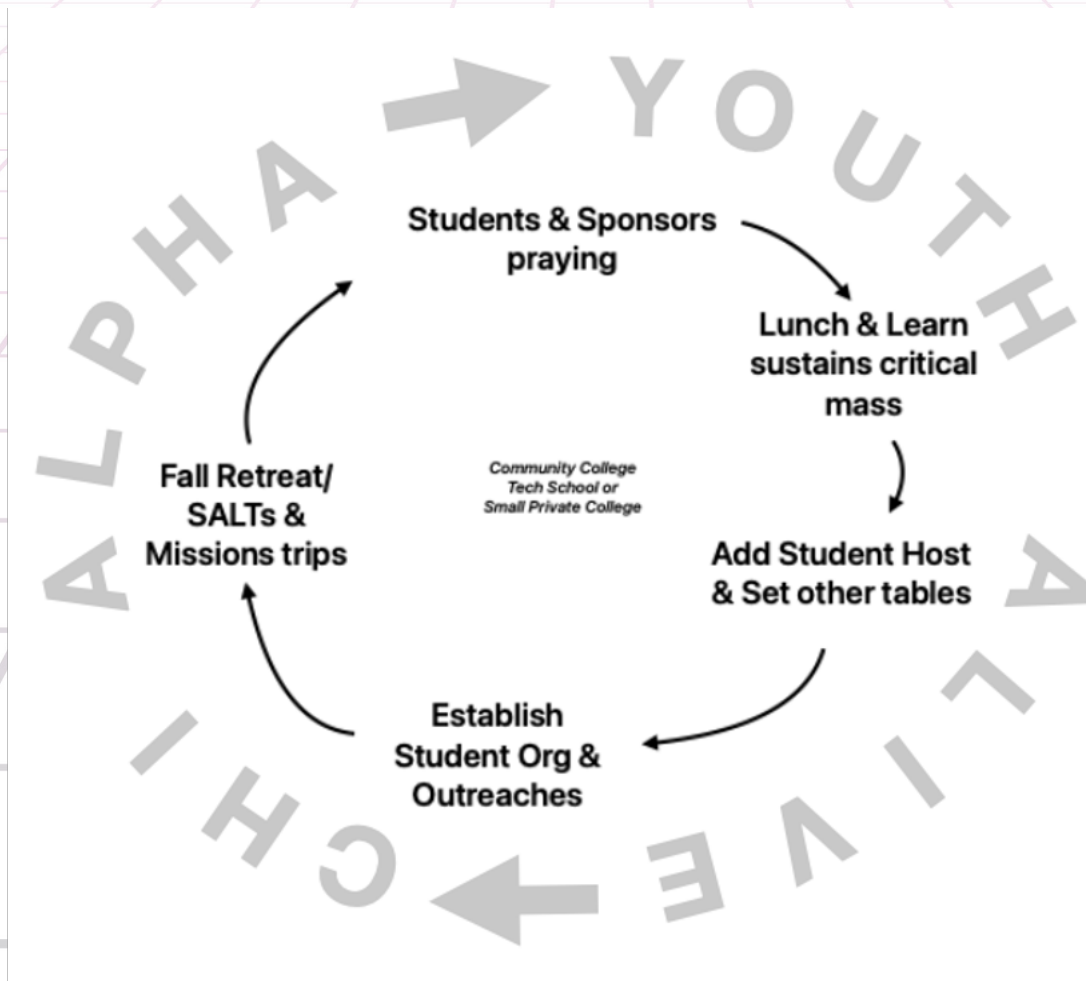 YOUTH
ALIVE
CHI
ALPHA
Students & Sponsors
praying
Lunch & Learn
sustains critical
mass
Add Student Host
& Set other tables
Establish
Student Org &
Outreaches
Fall Retreat/
SALTs &
Missions trips
Community College
Tech School or
Small Private College